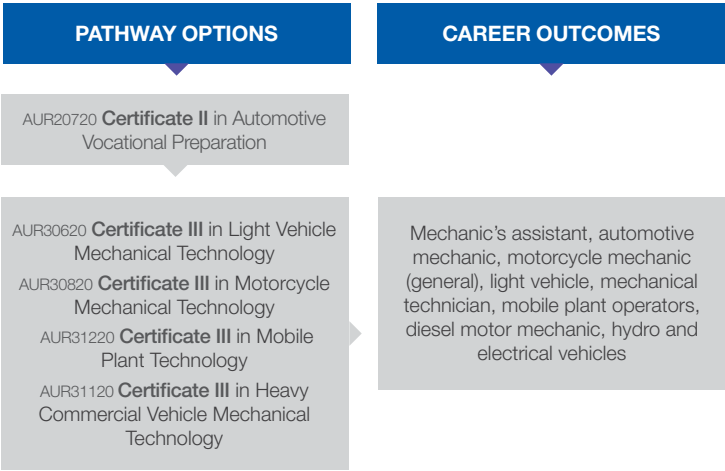 PATHWAY OPTIONS
CAREER OUTCOMES
AUR20720 Certificate II in Automotive
Vocational Preparation
AUR30620 Certificate III in Light Vehicle
Mechanical Technology
AUR30820 Certificate III in Motorcycle
Mechanical Technology
AUR31220 Certificate III in Mobile
Plant Technology
AUR31120 Certificate III in Heavy
Commercial Vehicle Mechanical
Technology
Mechanic’s assistant, automotive
mechanic, motorcycle mechanic
(general), light vehicle, mechanical
technician, mobile plant operators,
diesel motor mechanic, hydro and
electrical vehicles